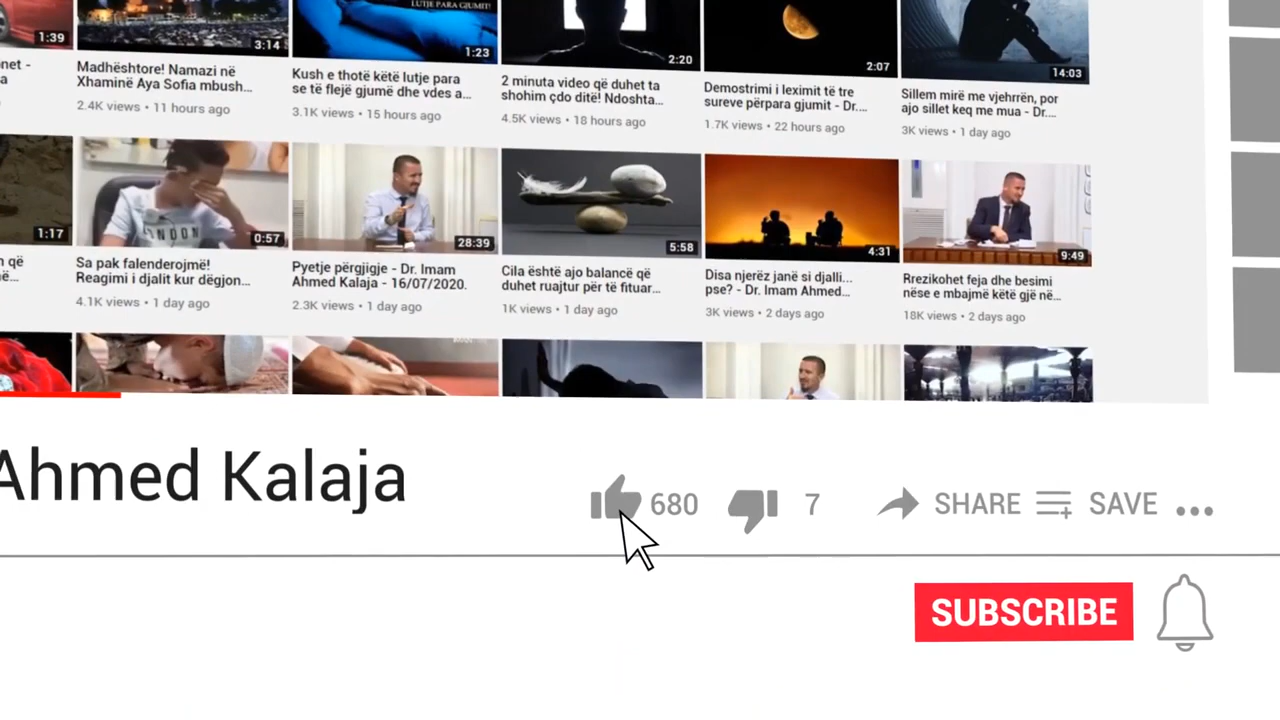 LUTJE PARA GJUMIT!
1:39
3:14
1:23
2:20
2:07
14:03
net -
a
Madhështore! Namazi në
Xhaminë Aya Sofia mbush...
2.4K views • 11 hours ago
Kush e thotë këtë lutje para
se të flejë gjumë dhe vdes a...
3.1K views • 15 hours ago
2 minuta video që duhet ta
shohim çdo ditë! Ndoshta...
4.5K views • 18 hours ago
Demostrimi i leximit të tre
sureve përpara gjumit - Dr....
1.7K views • 22 hours ago
Sillem mirë me vjehrrën, por
ajo sillet keq me mua - Dr....
3K views • 1 day ago
1:17
ONDON
0:57
28:39
5:58
4:31
9:49
që
ë...
Sa pak falenderojmë!
Reagimi i djalit kur dëgjon...
4.1K views • 1 day ago
Pyetje përgjigje - Dr. Imam
Ahmed Kalaja - 16/07/2020.
2.3K views • 1 day ago
Cila është ajo balancë që
duhet ruajtur për të fituar...
1K views • 1 day ago
Disa njerëz janë si djalli...
pse? - Dr. Imam Ahmed...
3K views • 2 days ago
Rrezikohet feja dhe besimi
nëse e mbajmë këtë gjë në...
18K views • 2 days ago
Ahmed Kalaja
680
7
SHARE
SAVE
SUBSCRIBE